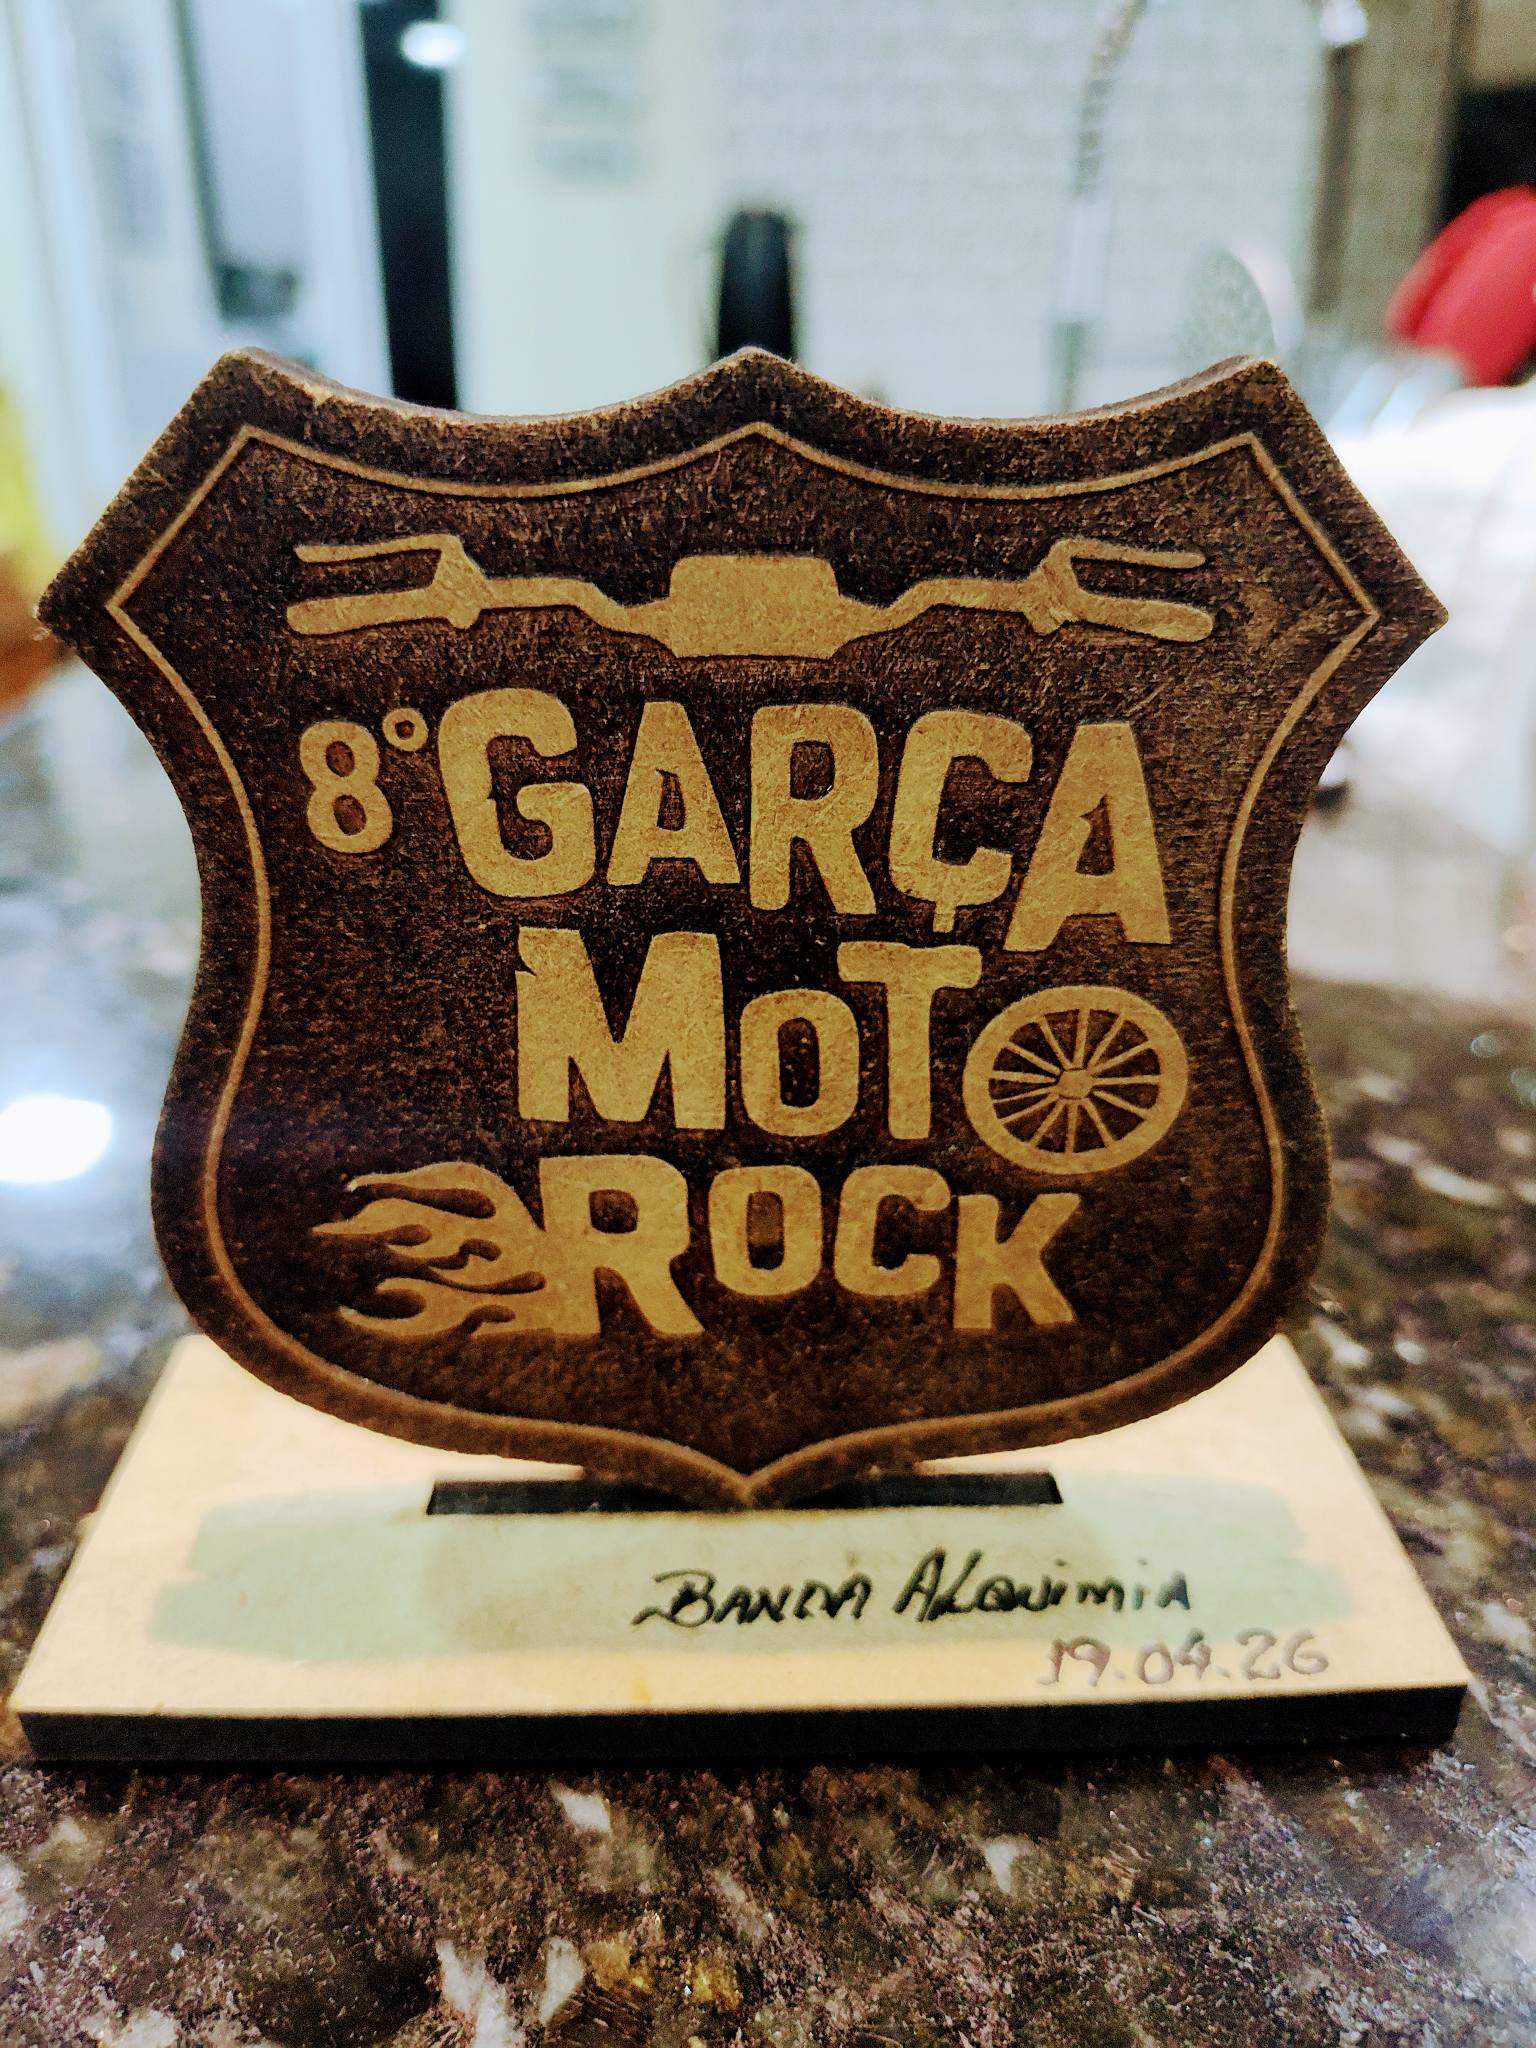 8° GARÇA
MOTO
ROCK
BANDA ALQUIMIA
19.04.26